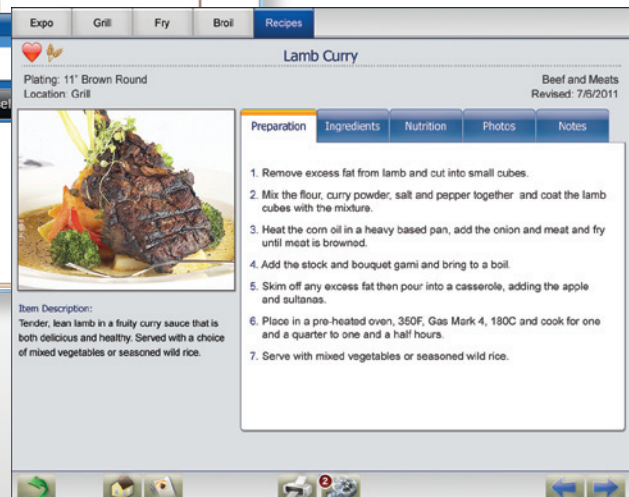 Expo Grill Fry Broil Recipes
Lamb Curry
Plating: 11" Brown Round
Location: Grill
Beef and Meats
Revised: 7/6/2011
Preparation Ingredients Nutrition Photos Notes
1. Remove excess fat from lamb and cut into small cubes.
2. Mix the flour, curry powder, salt and pepper together and coat the lamb
cubes with the mixture.
3. Heat the corn oil in a heavy based pan, add the onion and meat and fry
until meat is browned.
4. Add the stock and bouquet garni and bring to a boil.
5. Skim off any excess fat then pour into a casserole, adding the apple
and sultanas.
6. Place in a pre-heated oven, 350F, Gas Mark 4, 180C and cook for one
and a quarter to one and a half hours.
7. Serve with mixed vegetables or seasoned wild rice.
Item Description:
Tender, lean lamb in a fruity curry sauce that is
both delicious and healthy. Served with a choice
of mixed vegetables or seasoned wild rice.
2